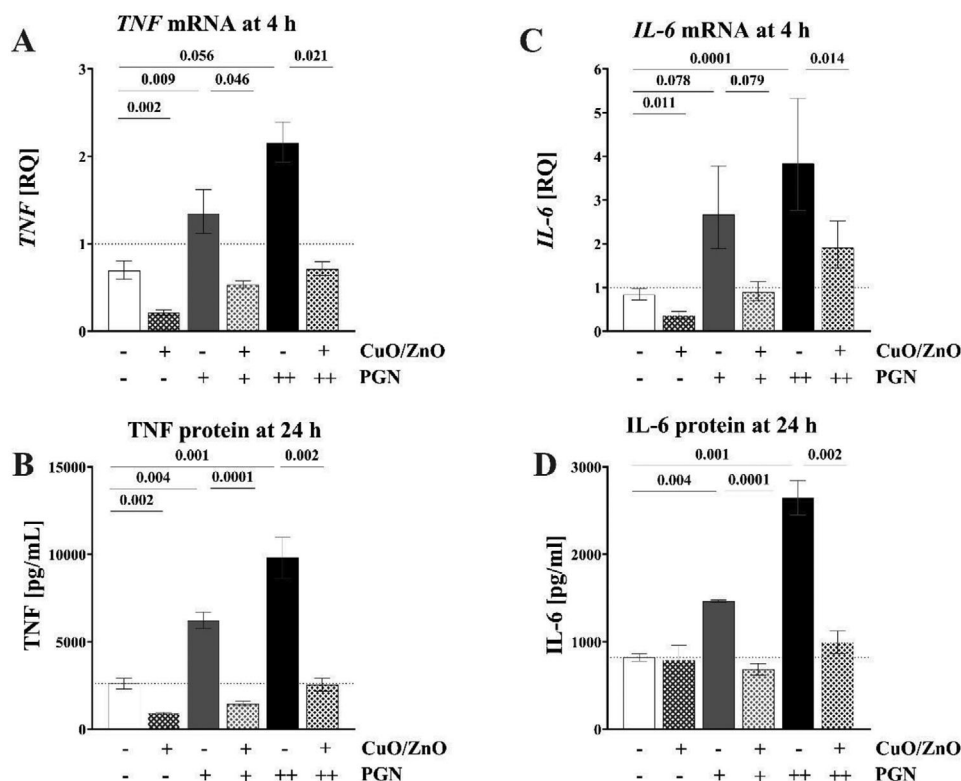 A
TNF mRNA at 4 h
0.056
0.021
0.009
0.046
0.002
TNF [RQ]
3
2
1
0
- + - + - + CuO/ZnO
- - + + ++ ++ PGN
C
IL-6 mRNA at 4 h
0.0001
0.014
0.078
0.079
0.011
IL-6 [RQ]
6
5
4
3
2
1
0
- + - + - + CuO/ZnO
- - + + ++ ++ PGN
B
TNF protein at 24 h
0.001
0.002
0.004
0.0001
0.002
TNF [pg/mL]
15000
10000
5000
0
- + - + - + CuO/ZnO
- - + + ++ ++ PGN
D
IL-6 protein at 24 h
0.001
0.002
0.004
0.0001
IL-6 [pg/ml]
3000
2000
1000
0
- + - + - + CuO/ZnO
- - + + ++ ++ PGN